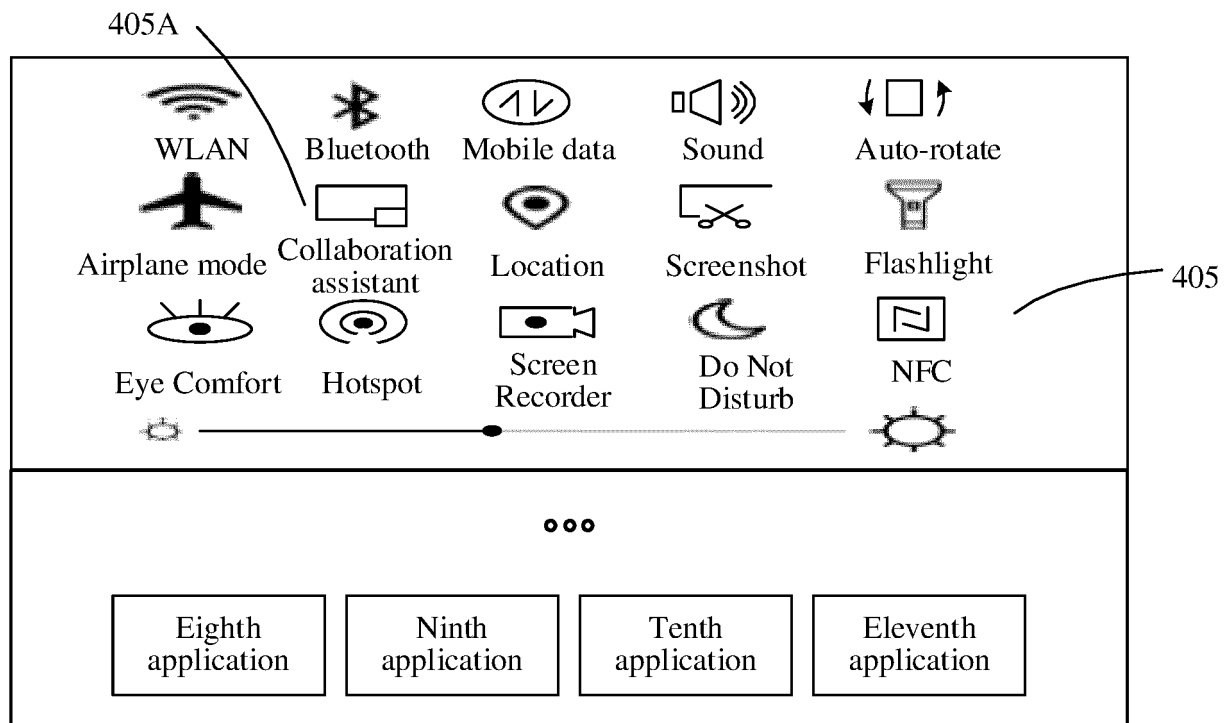 405A
WLAN
Bluetooth
Mobile data
Sound
Auto-rotate
Airplane mode
Collaboration
assistant
Location
Screenshot
Flashlight
405
Eye Comfort
Hotspot
Screen
Recorder
Do Not
Disturb
NFC
Eighth
application
Ninth
application
Tenth
application
Eleventh
application